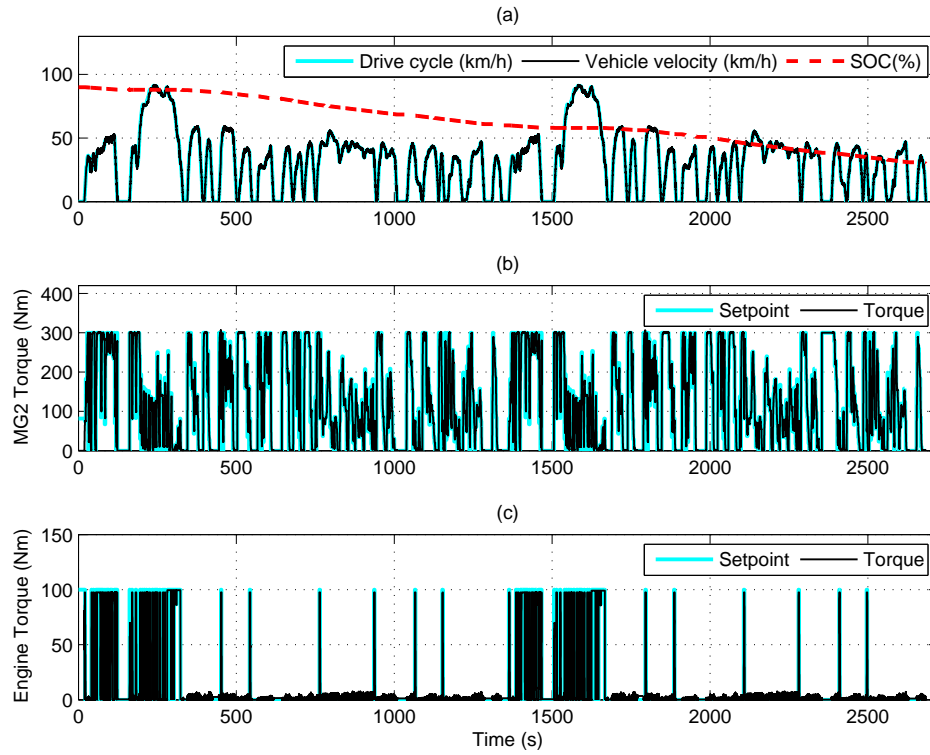 (a)
Drive cycle (km/h) Vehicle velocity (km/h) SOC(%)
100
50
0
0 500 1000 1500 2000 2500
(b)
Setpoint Torque
MG2 Torque (Nm)
400
300
200
100
0
0 500 1000 1500 2000 2500
(c)
Setpoint Torque
Engine Torque (Nm)
150
100
50
0
0 500 1000 1500 2000 2500
Time (s)